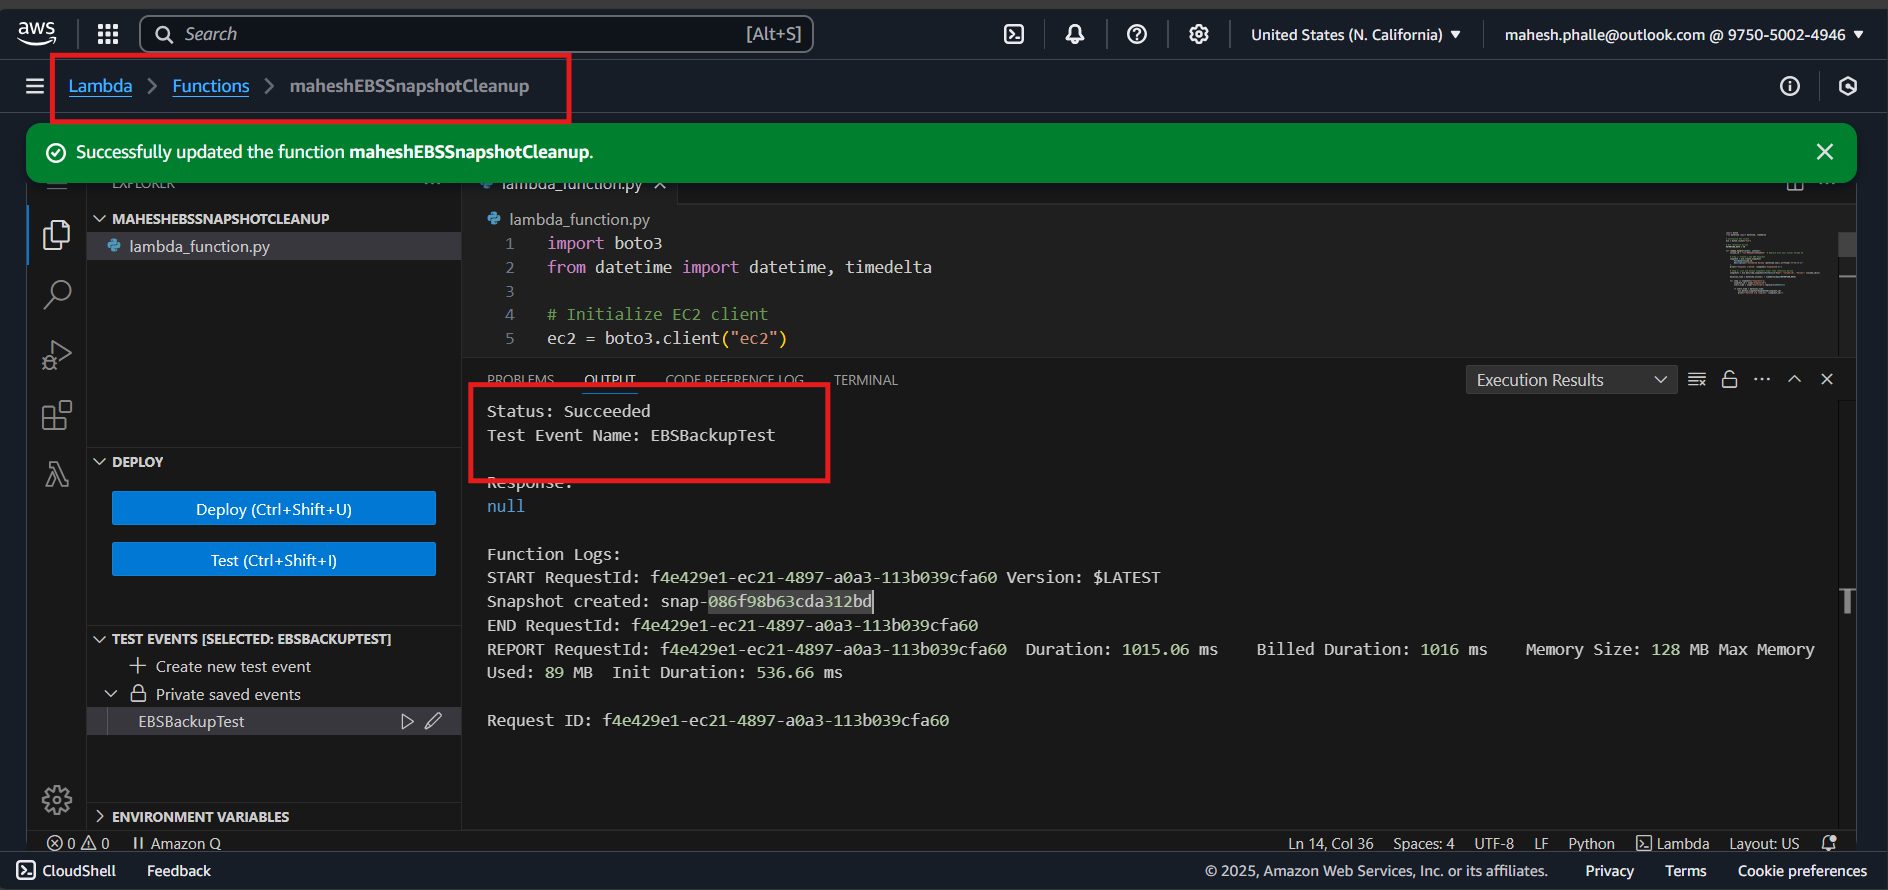 aws
Search [Alt+S]
United States (N. California)
mahesh.phalle@outlook.com @ 9750-5002-4946
Lambda Functions maheshEBSSnapshotCleanup
Successfully updated the function maheshEBSSnapshotCleanup.
EXPLORER
MAHESHEBSSNAPSHOTCLEANUP
lambda_function.py
DEPLOY
Deploy (Ctrl+Shift+U)
Test (Ctrl+Shift+I)
TEST EVENTS [SELECTED: EBSBACKUPTEST]
Create new test event
Private saved events
EBSBackupTest
ENVIRONMENT VARIABLES
lambda_function.py
lambda_function.py
1 import boto3
2 from datetime import datetime, timedelta
3
4 # Initialize EC2 client
5 ec2 = boto3.client("ec2")
PROBLEMS OUTPUT CODE REFERENCE LOG TERMINAL
Execution Results
Status: Succeeded
Test Event Name: EBSBackupTest
Response:
null
Function Logs:
START RequestId: f4e429e1-ec21-4897-a0a3-113b039cfa60 Version: $LATEST
Snapshot created: snap-086f98b63cda312bd
END RequestId: f4e429e1-ec21-4897-a0a3-113b039cfa60
REPORT RequestId: f4e429e1-ec21-4897-a0a3-113b039cfa60 Duration: 1015.06 ms Billed Duration: 1016 ms Memory Size: 128 MB Max Memory
Used: 89 MB Init Duration: 536.66 ms
Request ID: f4e429e1-ec21-4897-a0a3-113b039cfa60
0 0 Amazon Q
Ln 14, Col 36 Spaces: 4 UTF-8 LF Python Lambda Layout: US
CloudShell Feedback
© 2025, Amazon Web Services, Inc. or its affiliates. Privacy Terms Cookie preferences